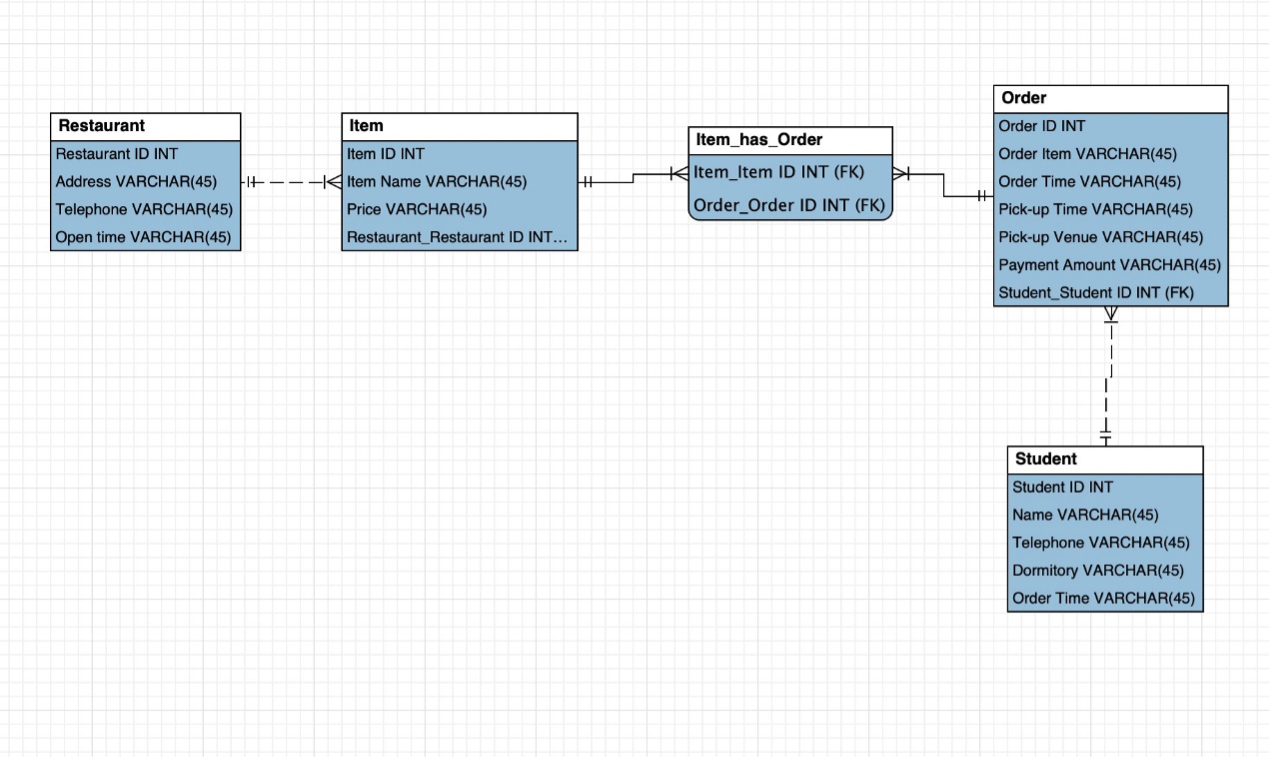 Restaurant
Restaurant ID INT
Address VARCHAR(45)
Telephone VARCHAR(45)
Open time VARCHAR(45)
Item
Item ID INT
Item Name VARCHAR(45)
Price VARCHAR(45)
Restaurant_Restaurant ID INT...
Item_has_Order
Item_Item ID INT (FK)
Order_Order ID INT (FK)
Order
Order ID INT
Order Item VARCHAR(45)
Order Time VARCHAR(45)
Pick-up Time VARCHAR(45)
Pick-up Venue VARCHAR(45)
Payment Amount VARCHAR(45)
Student_Student ID INT (FK)
Student
Student ID INT
Name VARCHAR(45)
Telephone VARCHAR(45)
Dormitory VARCHAR(45)
Order Time VARCHAR(45)